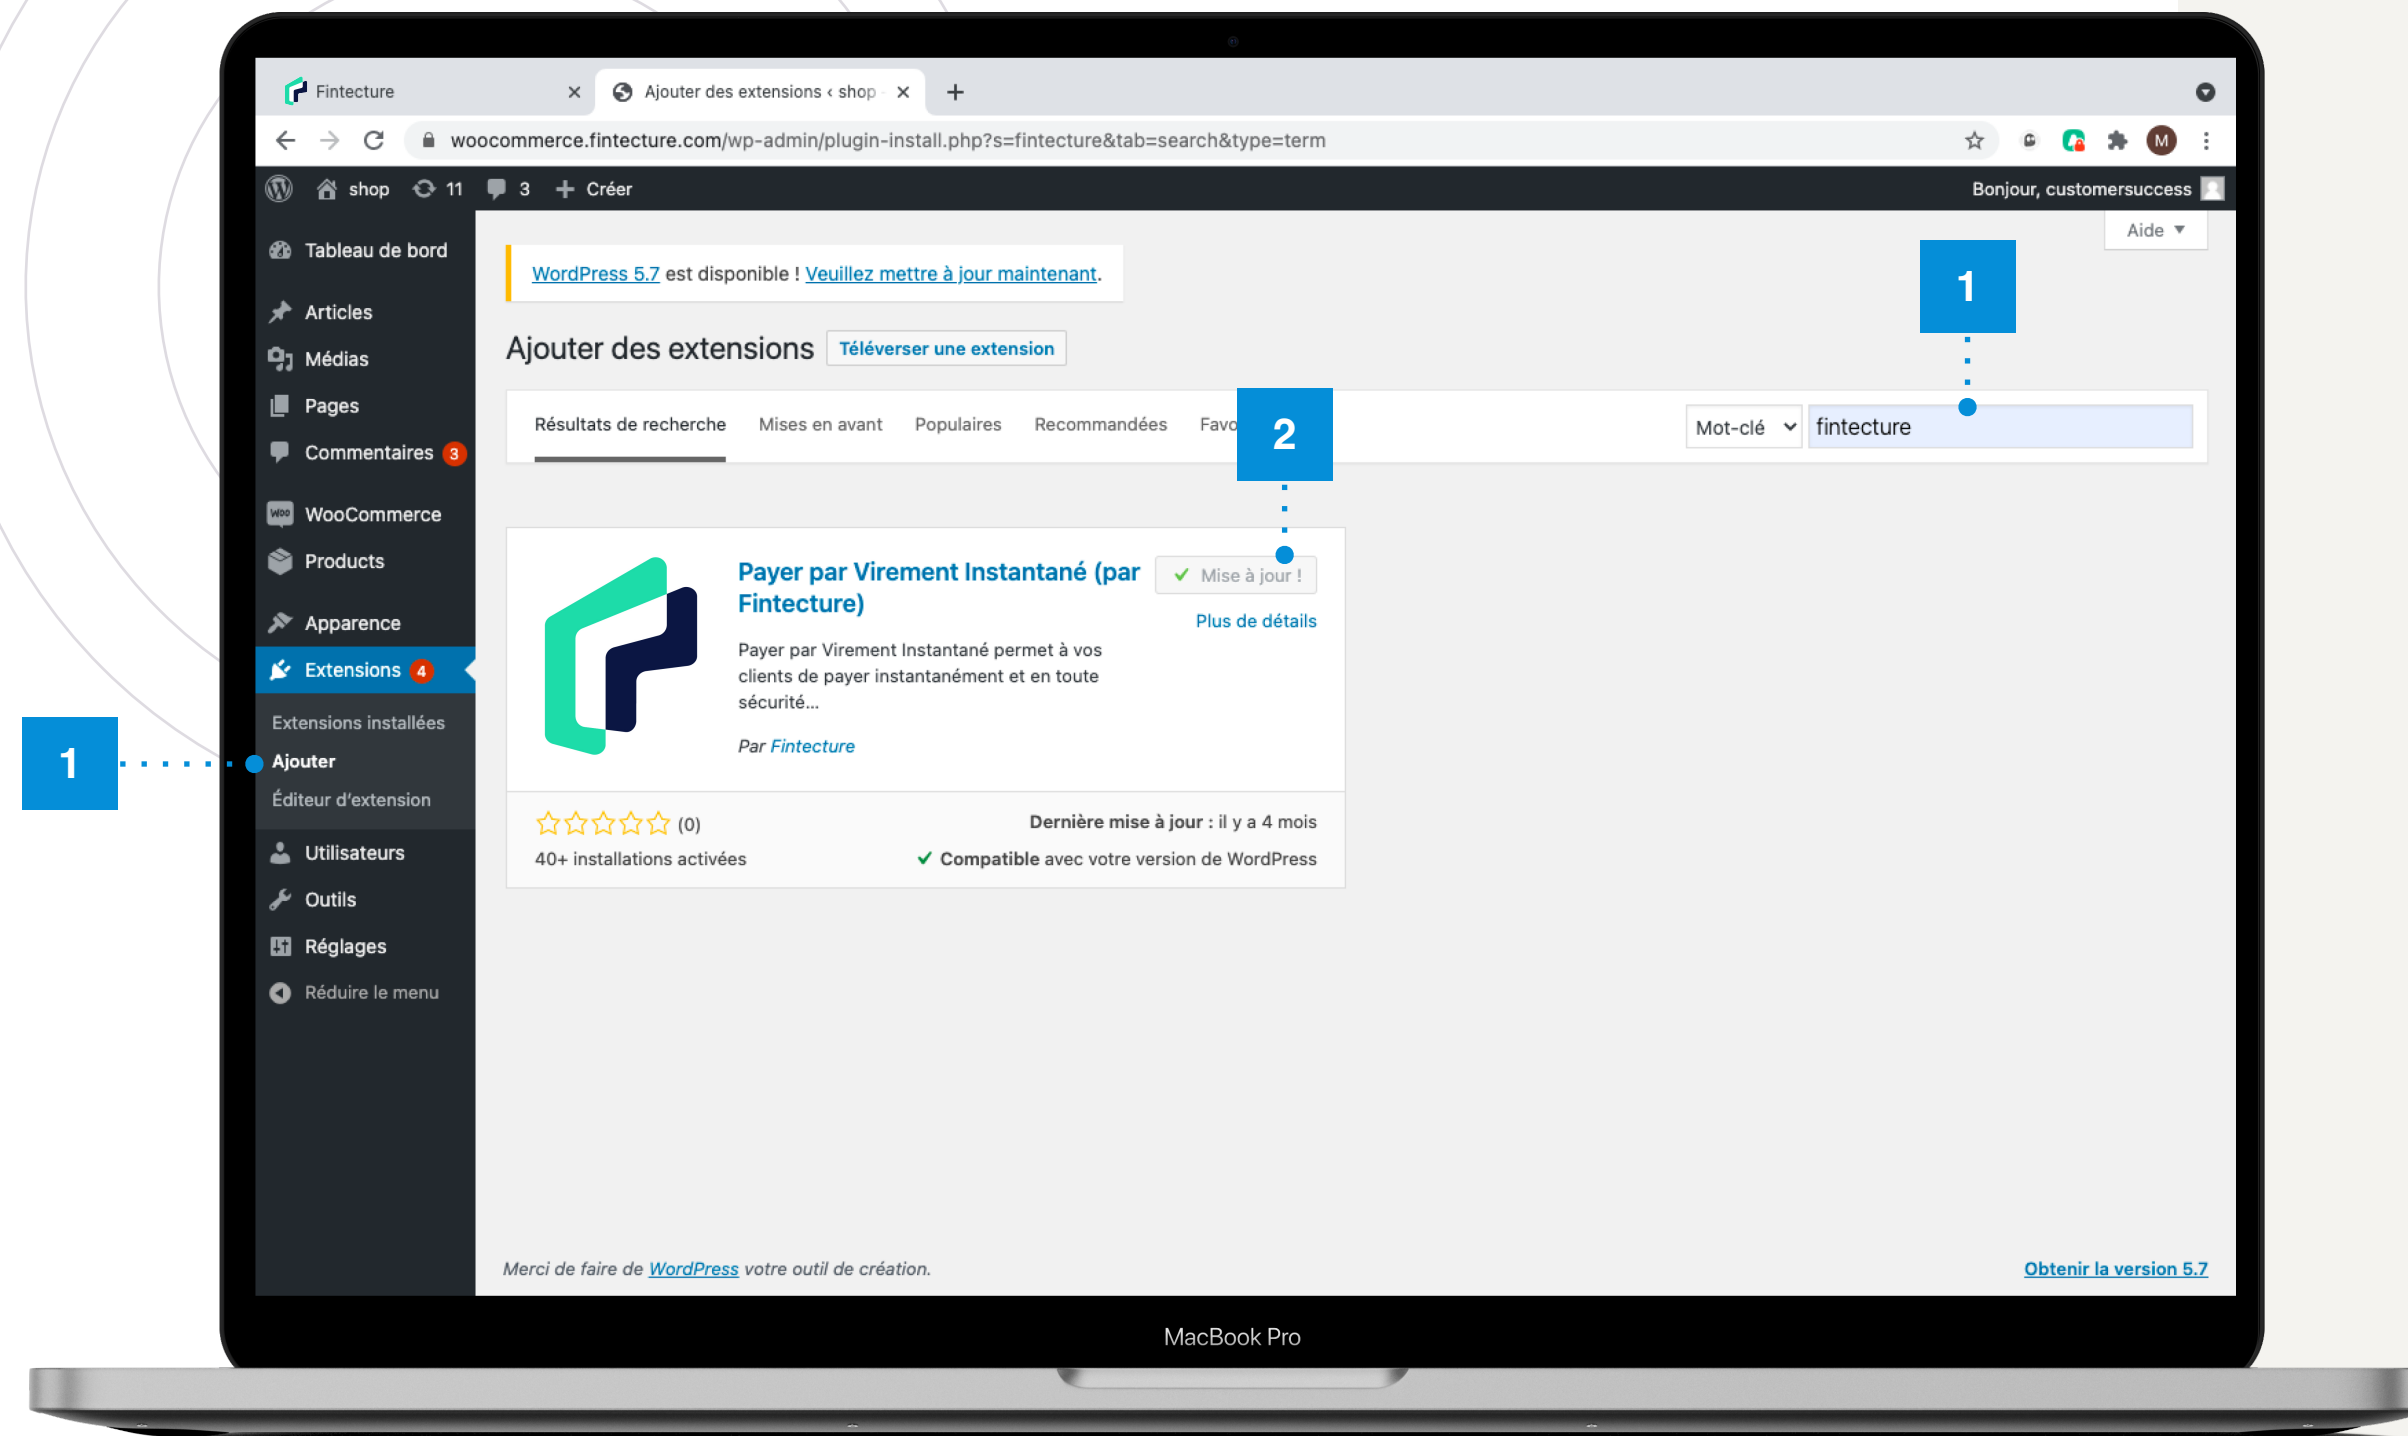 Fintecture
Ajouter des extensions ‹ shop
woocommerce.fintecture.com/wp-admin/plugin-install.php?s=fintecture&tab=search&type=term
M
shop 11 3 + Créer
Bonjour, customersuccess
Tableau de bord
Articles
Médias
Pages
Commentaires 3
WooCommerce
Products
Apparence
Extensions 4
Extensions installées
Ajouter
Éditeur d'extension
Utilisateurs
Outils
Réglages
Réduire le menu
1
Aide
WordPress 5.7 est disponible ! Veuillez mettre à jour maintenant.
1
Ajouter des extensions Téléverser une extension
Résultats de recherche Mises en avant Populaires Recommandées Favo
2
Mot-clé fintecture
Payer par Virement Instantané (par
Fintecture)
Mise à jour !
Plus de détails
Payer par Virement Instantané permet à vos
clients de payer instantanément et en toute
sécurité...
Par Fintecture
(0)
Dernière mise à jour : il y a 4 mois
40+ installations activées
Compatible avec votre version de WordPress
Merci de faire de WordPress votre outil de création.
Obtenir la version 5.7
MacBook Pro